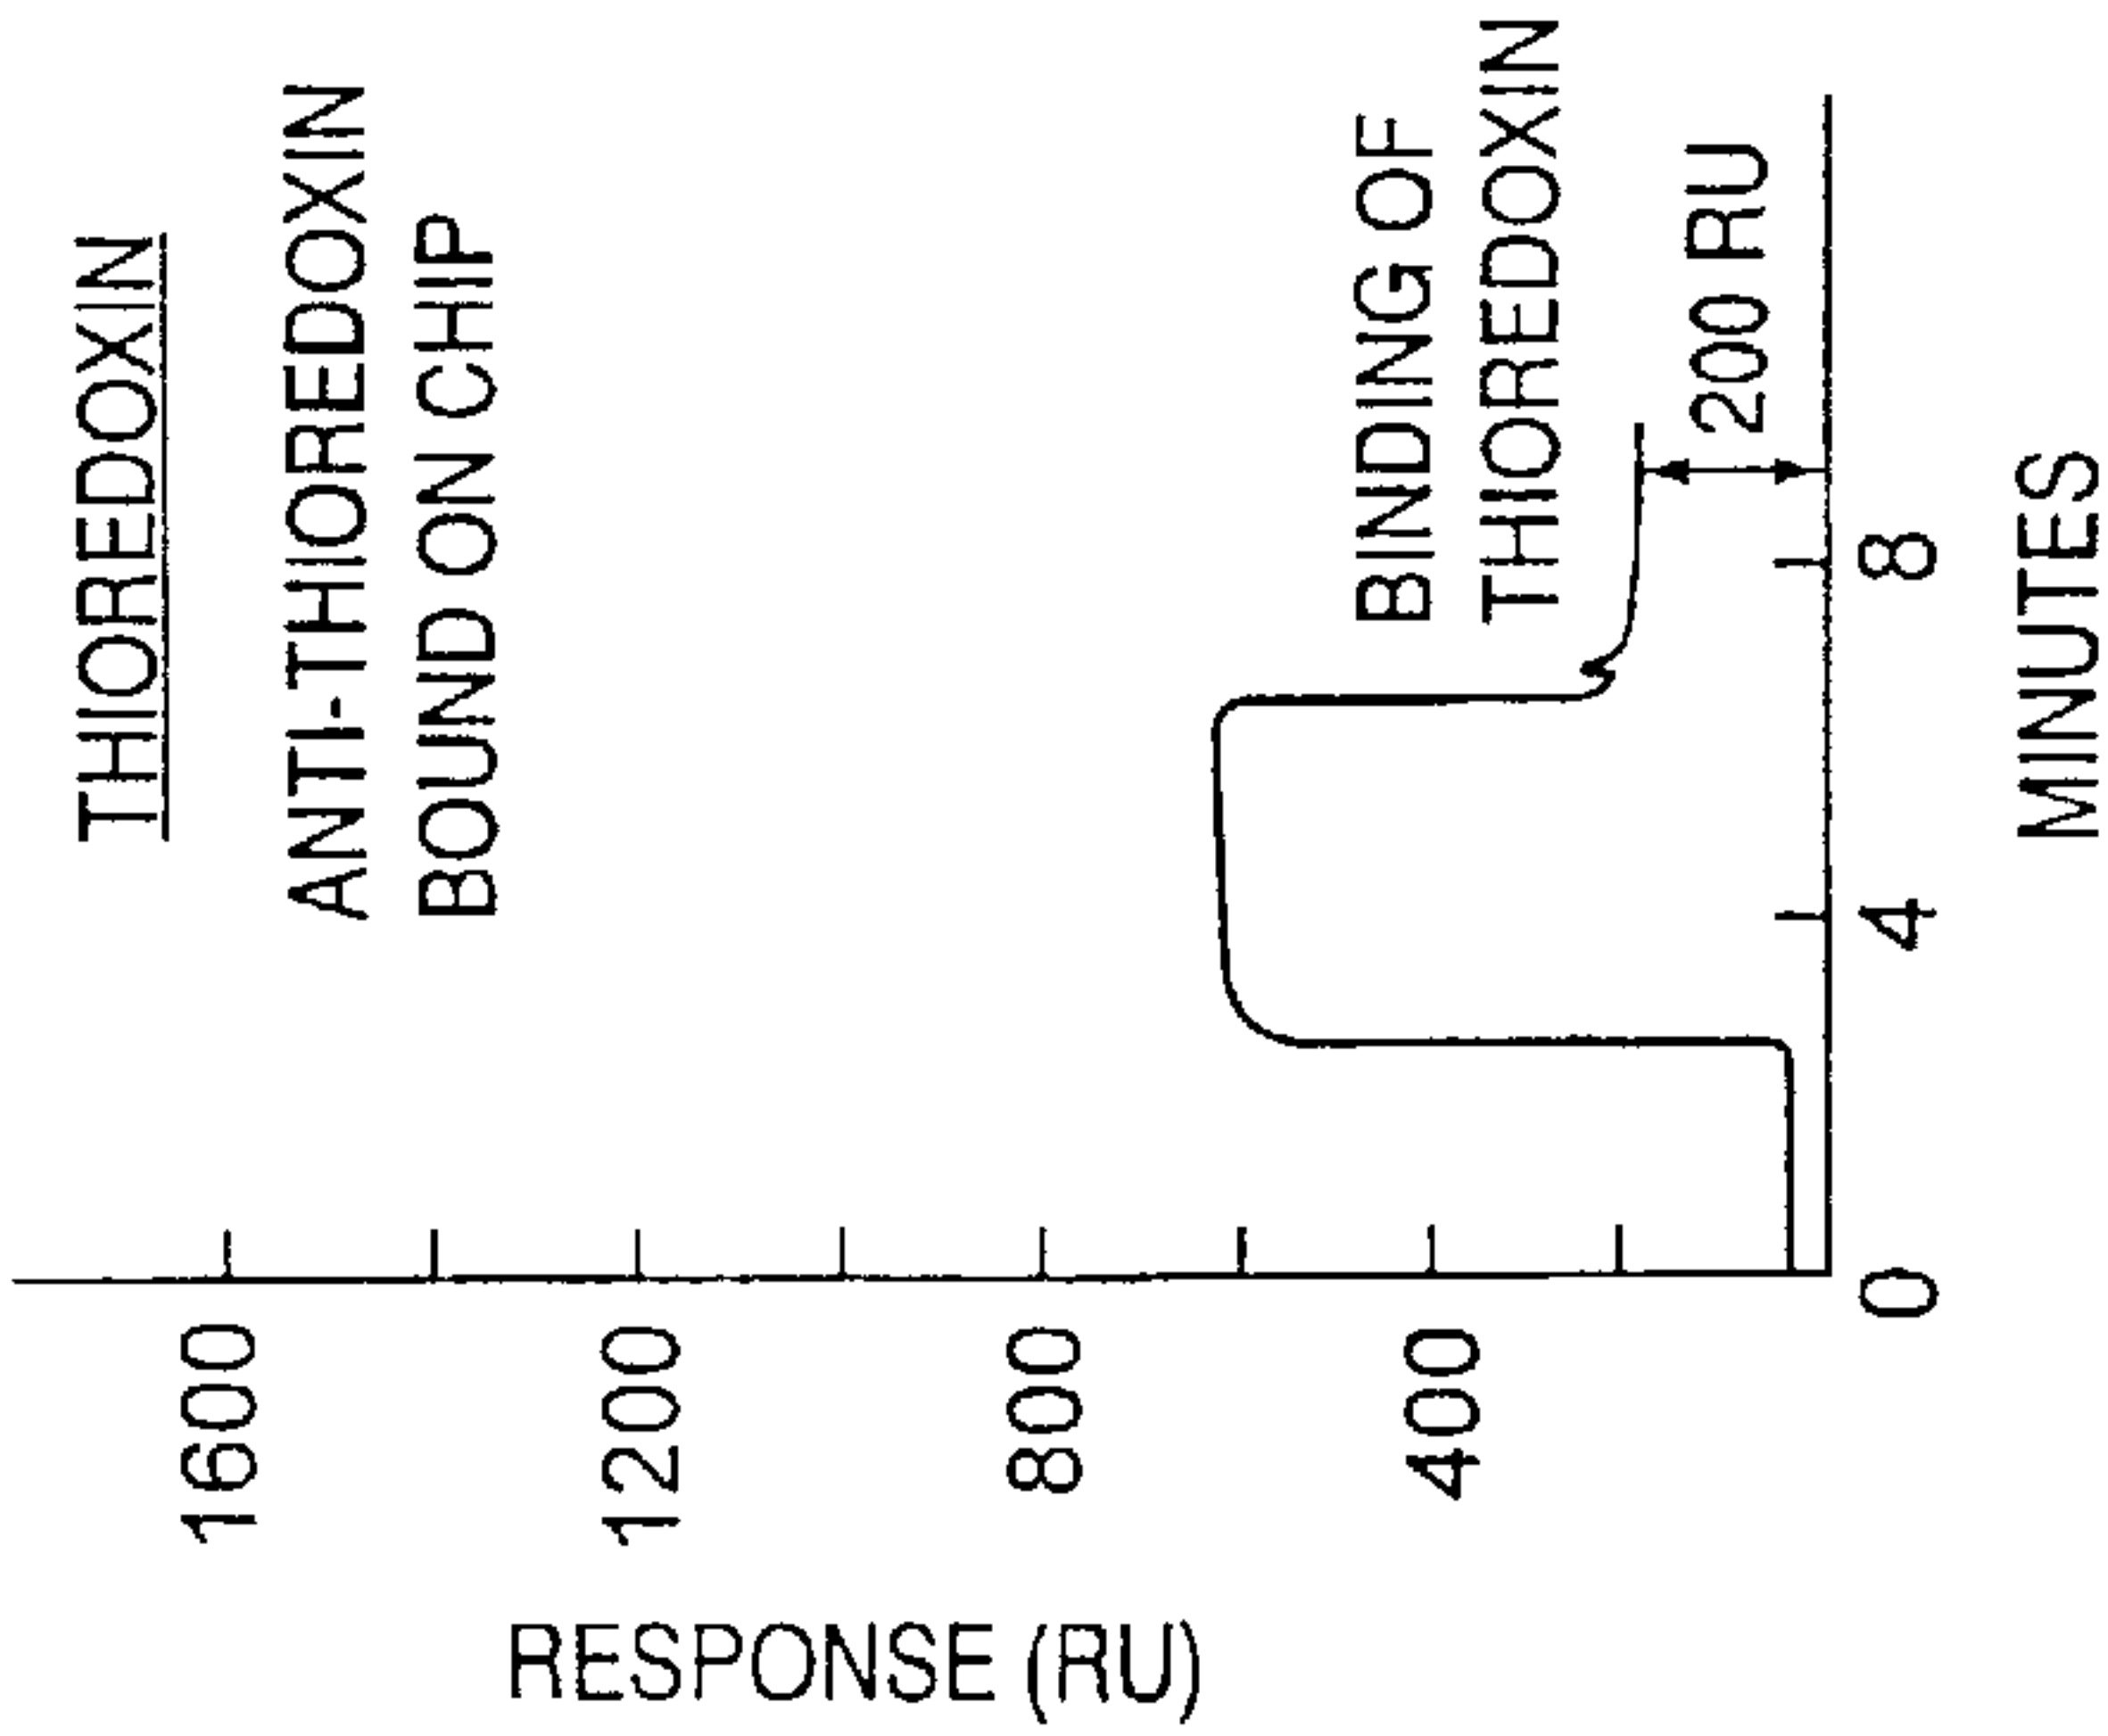 THIOREDOXIN
ANTI-THIOREDOXIN
BOUND ON CHIP
1600
1200
800
400
RESPONSE (RU)
BINDING OF
THIOREDOXIN
200 RU
0
4
8
MINUTES